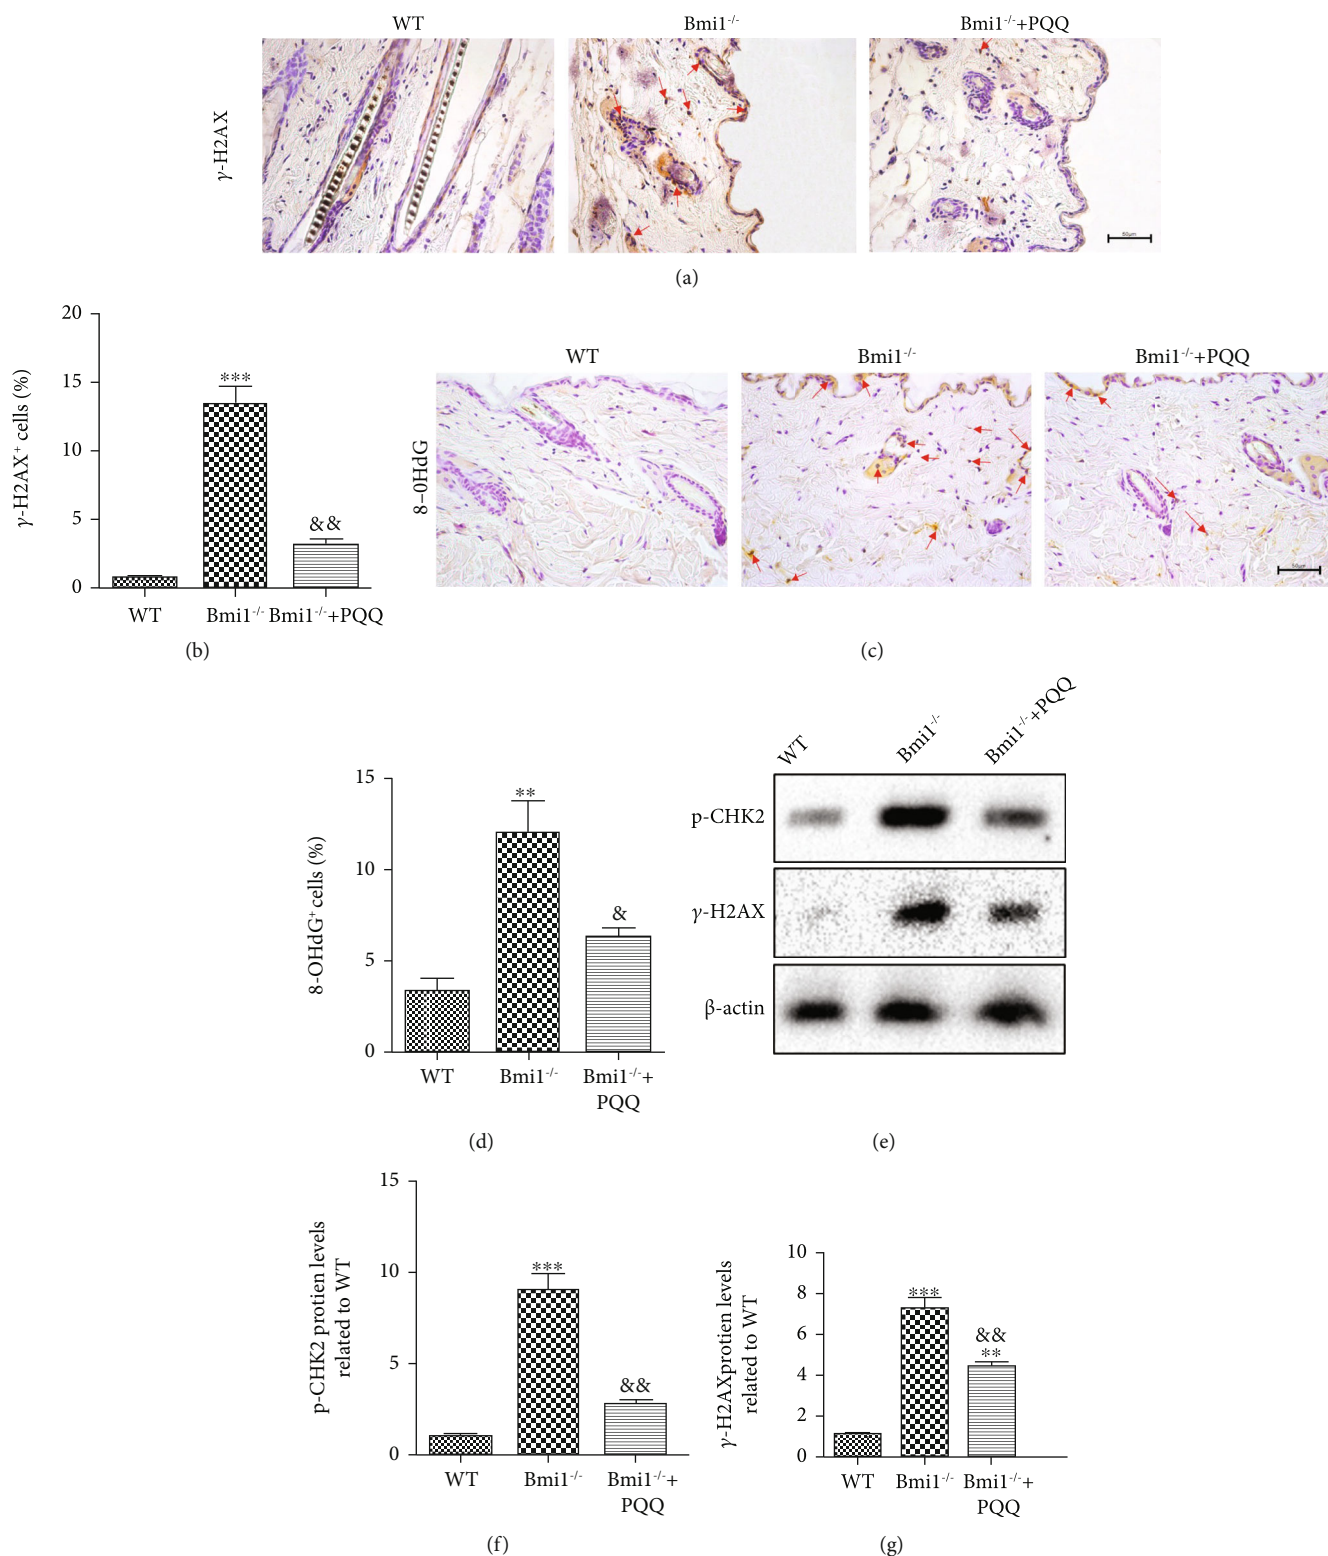 WT Bmi1-/- Bmi1-/-+PQQ
γ-H2AX
50μm
(a)
20
15
10
5
0
γ-H2AX+ cells (%)
***
&&
WT Bmi1-/- Bmi1-/-+PQQ
(b)
WT Bmi1-/- Bmi1-/-+PQQ
8-0HdG
50μm
(c)
15
10
5
0
8-OHdG+ cells (%)
**
&
WT Bmi1-/- Bmi1-/-+
PQQ
(d)
WT Bmi1-/- Bmi1-/-+PQQ
p-CHK2
γ-H2AX
β-actin
(e)
15
10
5
0
p-CHK2 protien levels
related to WT
***
&&
WT Bmi1-/- Bmi1-/-+
PQQ
(f)
10
8
6
4
2
0
γ-H2AXprotien levels
related to WT
***
&&
**
WT Bmi1-/- Bmi1-/-+
PQQ
(g)